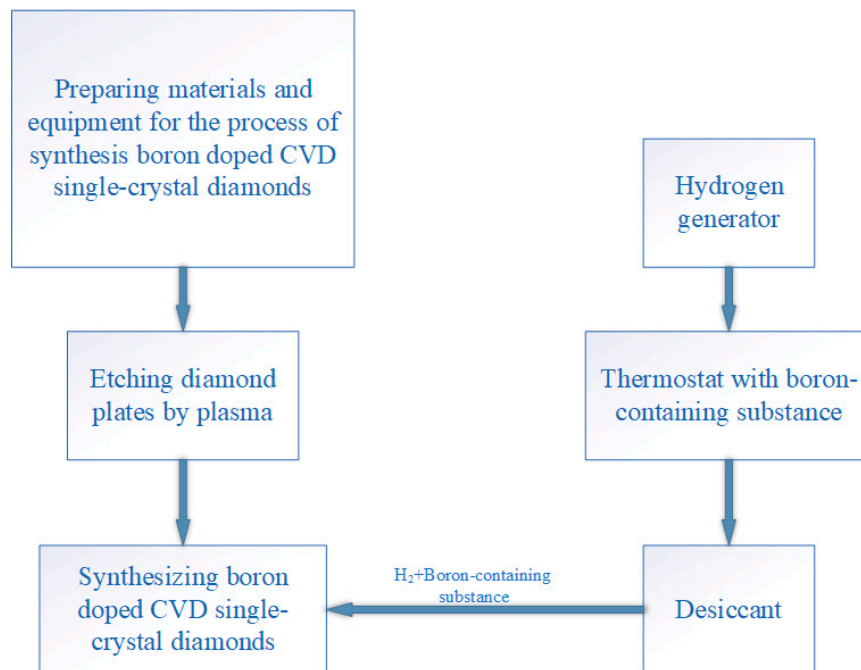 Preparing materials and
equipment for the process of
synthesis boron doped CVD
single-crystal diamonds
Hydrogen
generator
Etching diamond
plates by plasma
Thermostat with boron-
containing substance
Synthesizing boron
doped CVD single-
crystal diamonds
H₂+Boron-containing
substance
Desiccant